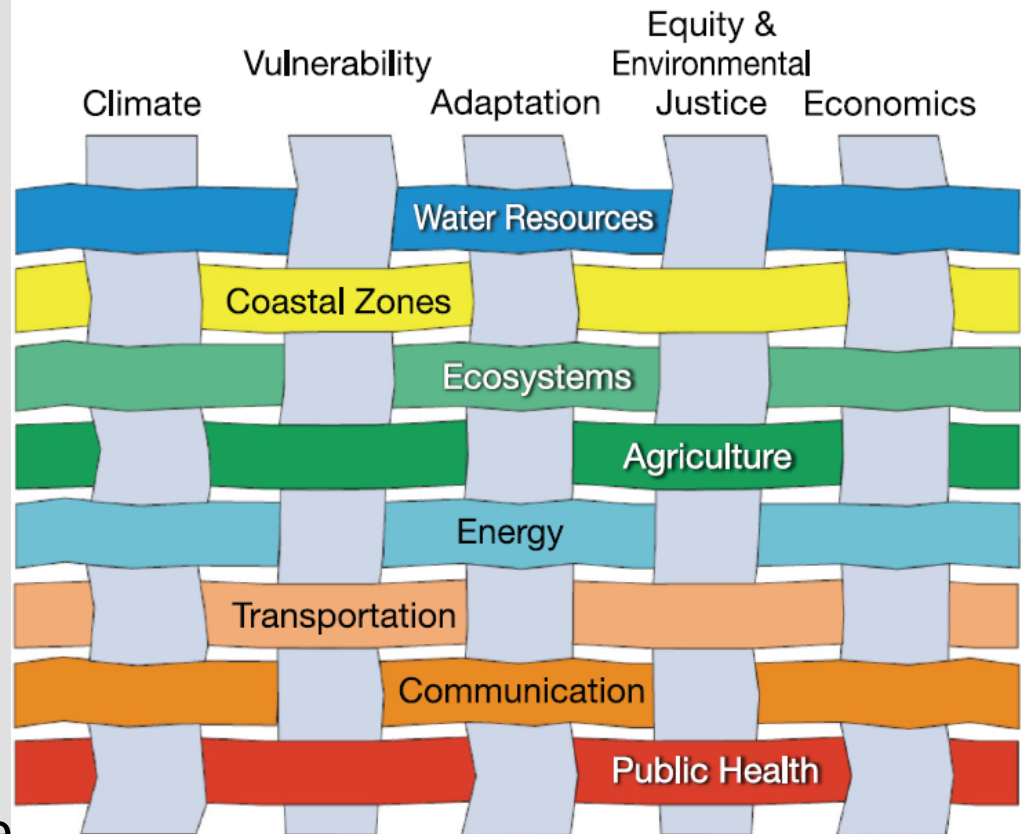 Climate
Vulnerability
Adaptation
Equity &
Environmental
Justice
Economics
Water Resources
Coastal Zones
Ecosystems
Agriculture
Energy
Transportation
Communication
Public Health